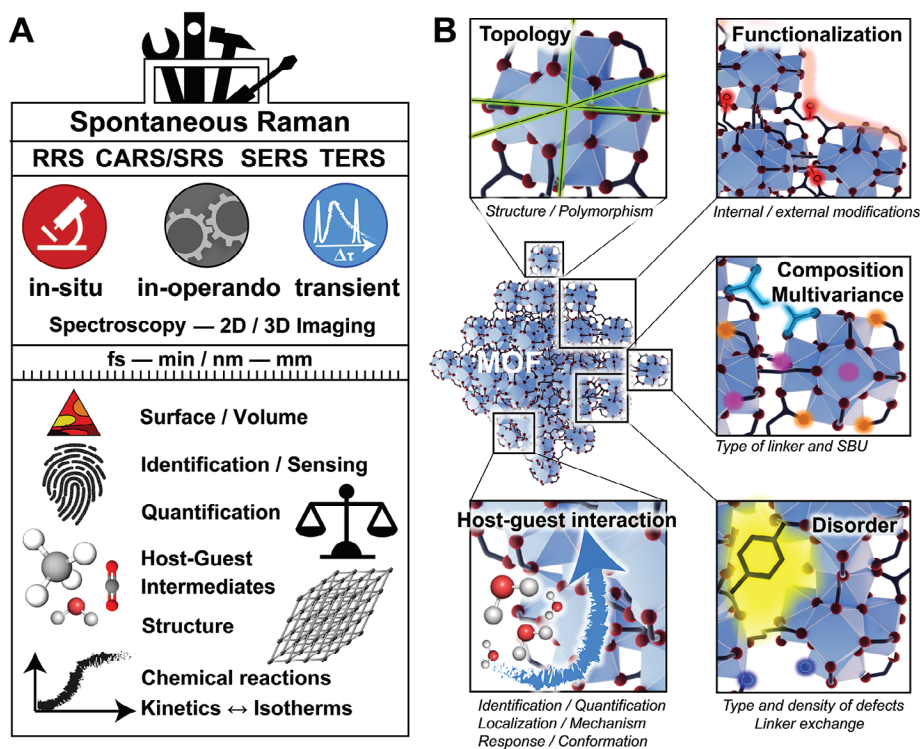 A
Spontaneous Raman
RRS CARS/SRS SERS TERS
Δτ
in-situ in-operando transient
Spectroscopy — 2D / 3D Imaging
fs — min / nm — mm
Surface / Volume
Identification / Sensing
Quantification
Host-Guest
Intermediates
Structure
Chemical reactions
Kinetics ↔ Isotherms
B
Topology
Structure / Polymorphism
Functionalization
Internal / external modifications
MOF
Composition
Multivariance
Type of linker and SBU
Host-guest interaction
Identification / Quantification
Localization / Mechanism
Response / Conformation
Disorder
Type and density of defects
Linker exchange